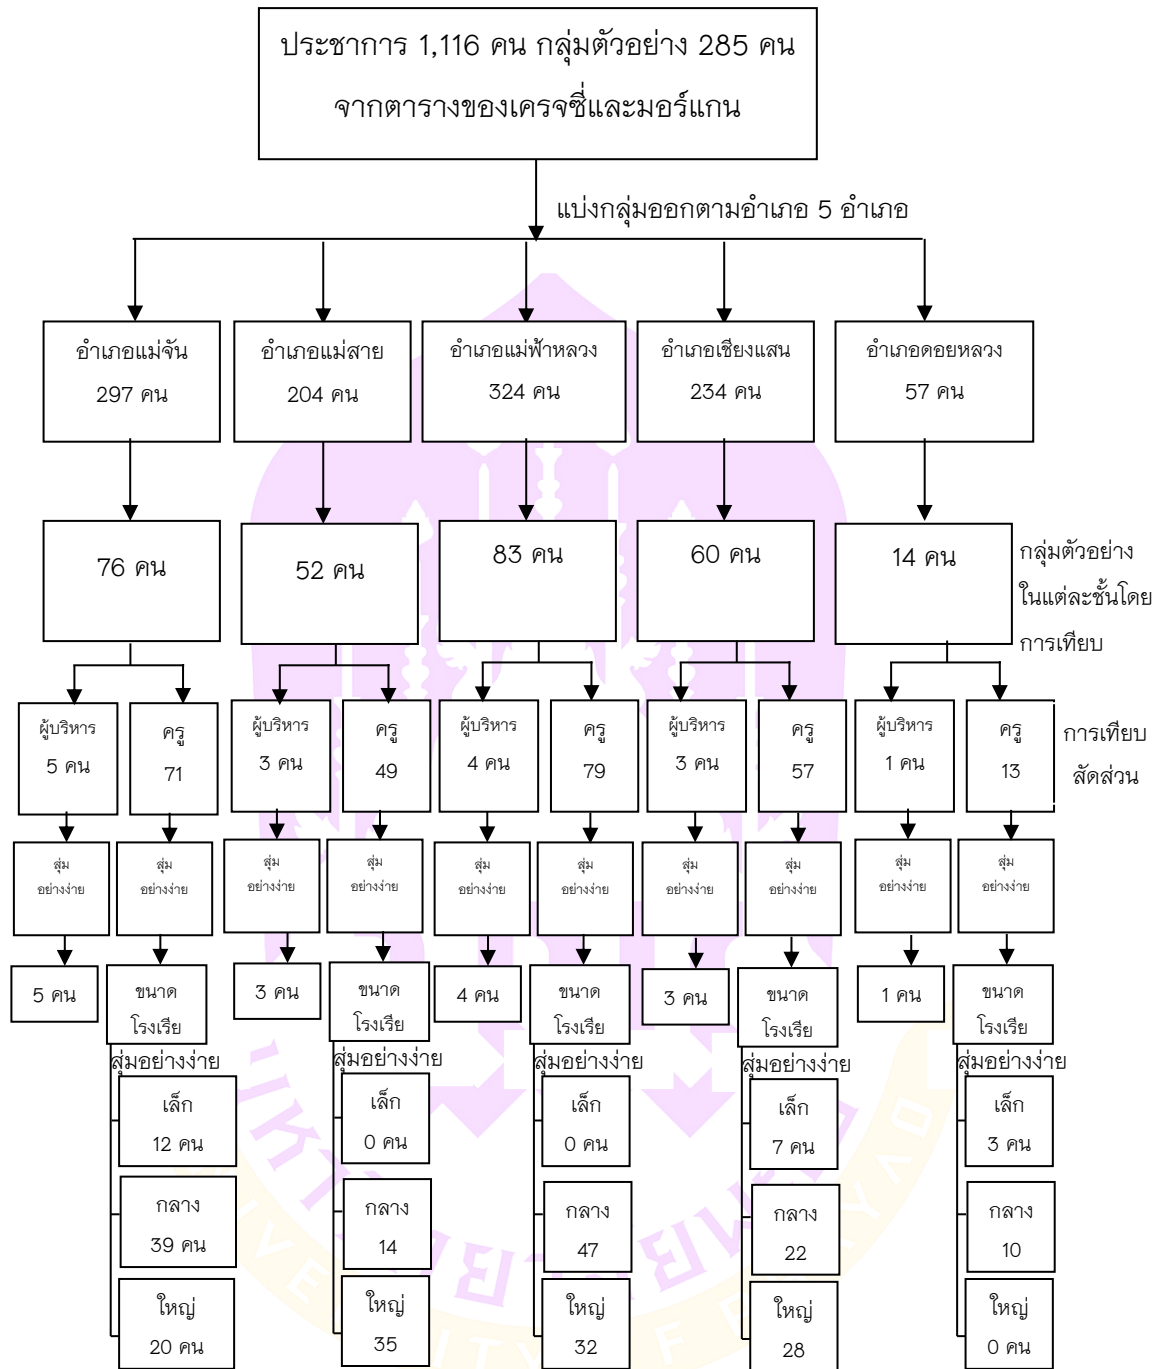 ประชาการ 1,116 คน กลุ่มตัวอย่าง 285 คน
จากตารางของเครจซี่และมอร์แกน
แบ่งกลุ่มออกตามอำเภอ 5 อำเภอ
อำเภอแม่จัน
297 คน
อำเภอแม่สาย
204 คน
อำเภอแม่ฟ้าหลวง
324 คน
อำเภอเชียงแสน
234 คน
อำเภอดอยหลวง
57 คน
76 คน
52 คน
83 คน
60 คน
14 คน
กลุ่มตัวอย่าง
ในแต่ละชั้นโดย
การเทียบ
ผู้บริหาร
5 คน
ครู
71
ผู้บริหาร
3 คน
ครู
49
ผู้บริหาร
4 คน
ครู
79
ผู้บริหาร
3 คน
ครู
57
ผู้บริหาร
1 คน
ครู
13
การเทียบ
สัดส่วน
สุ่ม
อย่างง่าย
สุ่ม
อย่างง่าย
สุ่ม
อย่างง่าย
สุ่ม
อย่างง่าย
สุ่ม
อย่างง่าย
สุ่ม
อย่างง่าย
สุ่ม
อย่างง่าย
สุ่ม
อย่างง่าย
สุ่ม
อย่างง่าย
สุ่ม
อย่างง่าย
5 คน
ขนาด
โรงเรีย
3 คน
ขนาด
โรงเรีย
4 คน
ขนาด
โรงเรีย
3 คน
ขนาด
โรงเรีย
1 คน
ขนาด
โรงเรีย
สุ่มอย่างง่าย
สุ่มอย่างง่าย
สุ่มอย่างง่าย
สุ่มอย่างง่าย
สุ่มอย่างง่าย
เล็ก
12 คน
เล็ก
0 คน
เล็ก
0 คน
เล็ก
7 คน
เล็ก
3 คน
กลาง
39 คน
กลาง
14
กลาง
47
กลาง
22
กลาง
10
ใหญ่
20 คน
ใหญ่
35
ใหญ่
32
ใหญ่
28
ใหญ่
0 คน